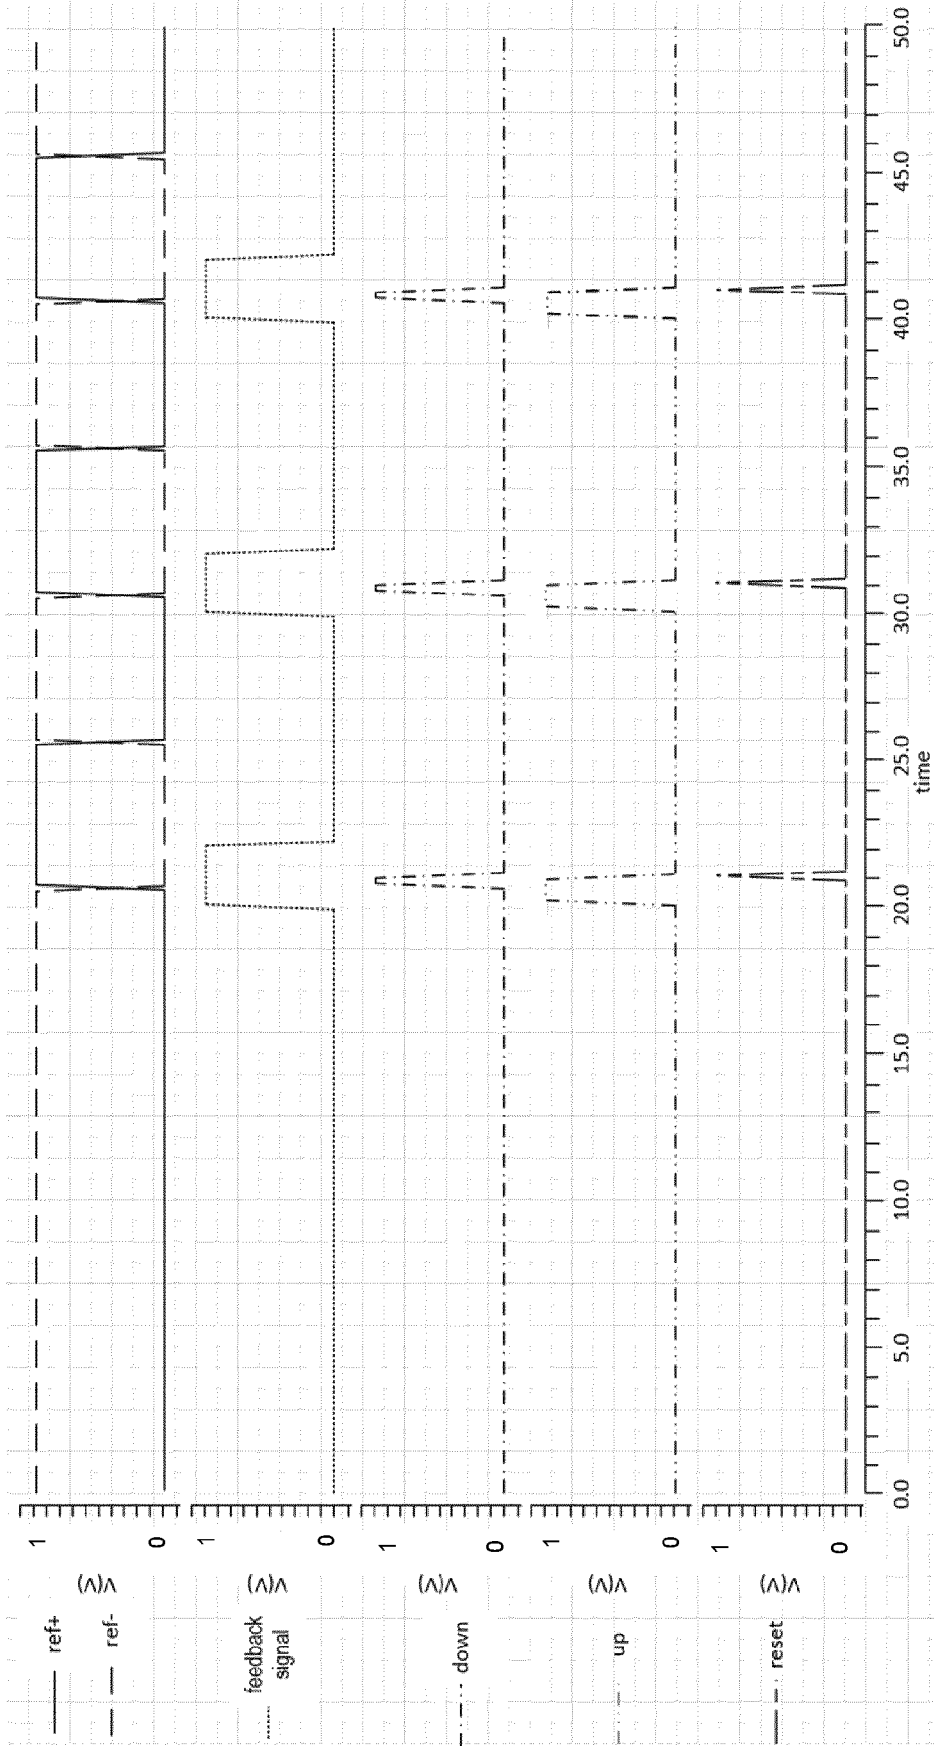 ref+
ref-
V(V)
1
0
feedback
signal
V(V)
1
0
down
V(V)
1
0
up
V(V)
1
0
reset
V(V)
1
0
0.0 5.0 10.0 15.0 20.0 25.0 30.0 35.0 40.0 45.0 50.0
time